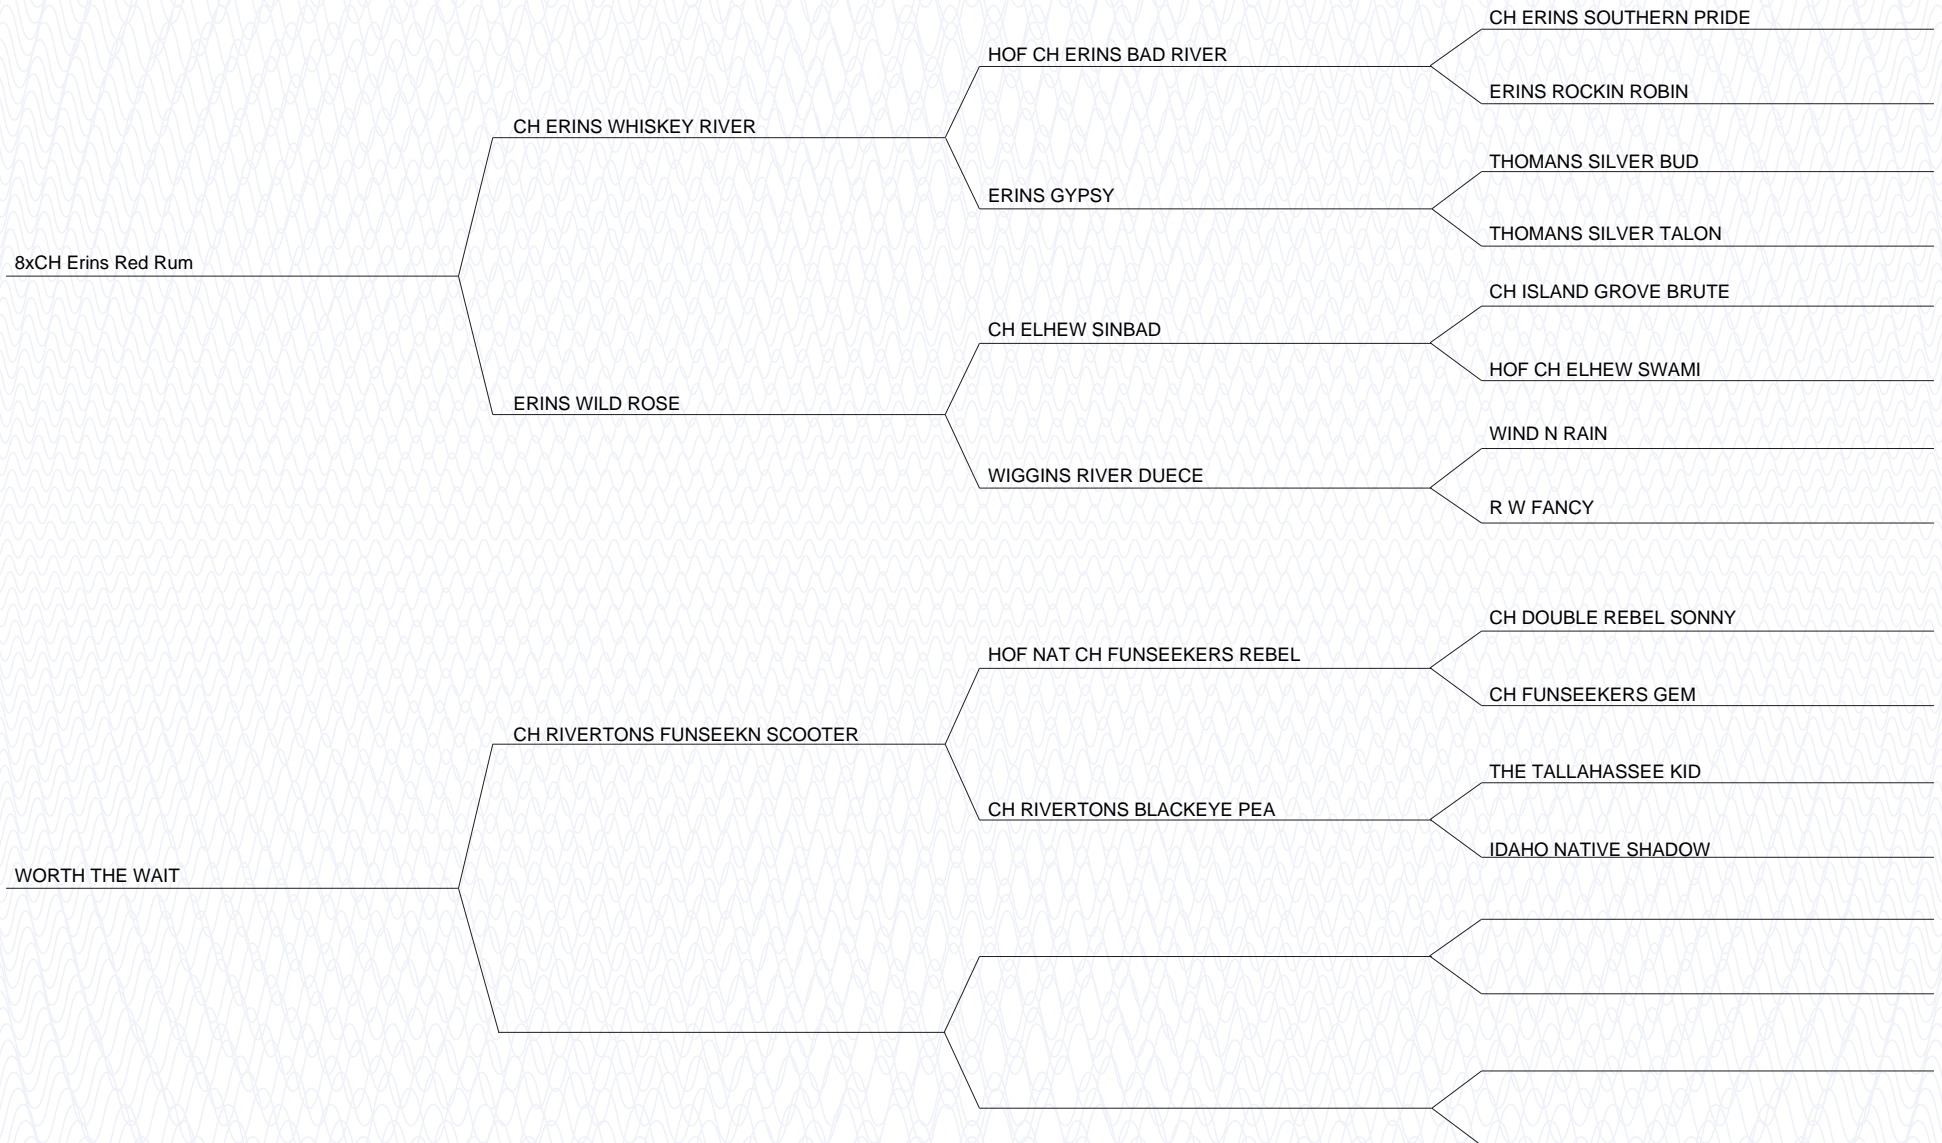 CH ERINS SOUTHERN PRIDE
HOF CH ERINS BAD RIVER
ERINS ROCKIN ROBIN
CH ERINS WHISKEY RIVER
THOMANS SILVER BUD
ERINS GYPSY
THOMANS SILVER TALON
8xCH Erins Red Rum
CH ISLAND GROVE BRUTE
CH ELHEW SINBAD
HOF CH ELHEW SWAMI
ERINS WILD ROSE
WIND N RAIN
WIGGINS RIVER DUECE
R W FANCY
CH DOUBLE REBEL SONNY
HOF NAT CH FUNSEEKERS REBEL
CH FUNSEEKERS GEM
CH RIVERTONS FUNSEEKN SCOOTER
THE TALLAHASSEE KID
CH RIVERTONS BLACKEYE PEA
IDAHO NATIVE SHADOW
WORTH THE WAIT